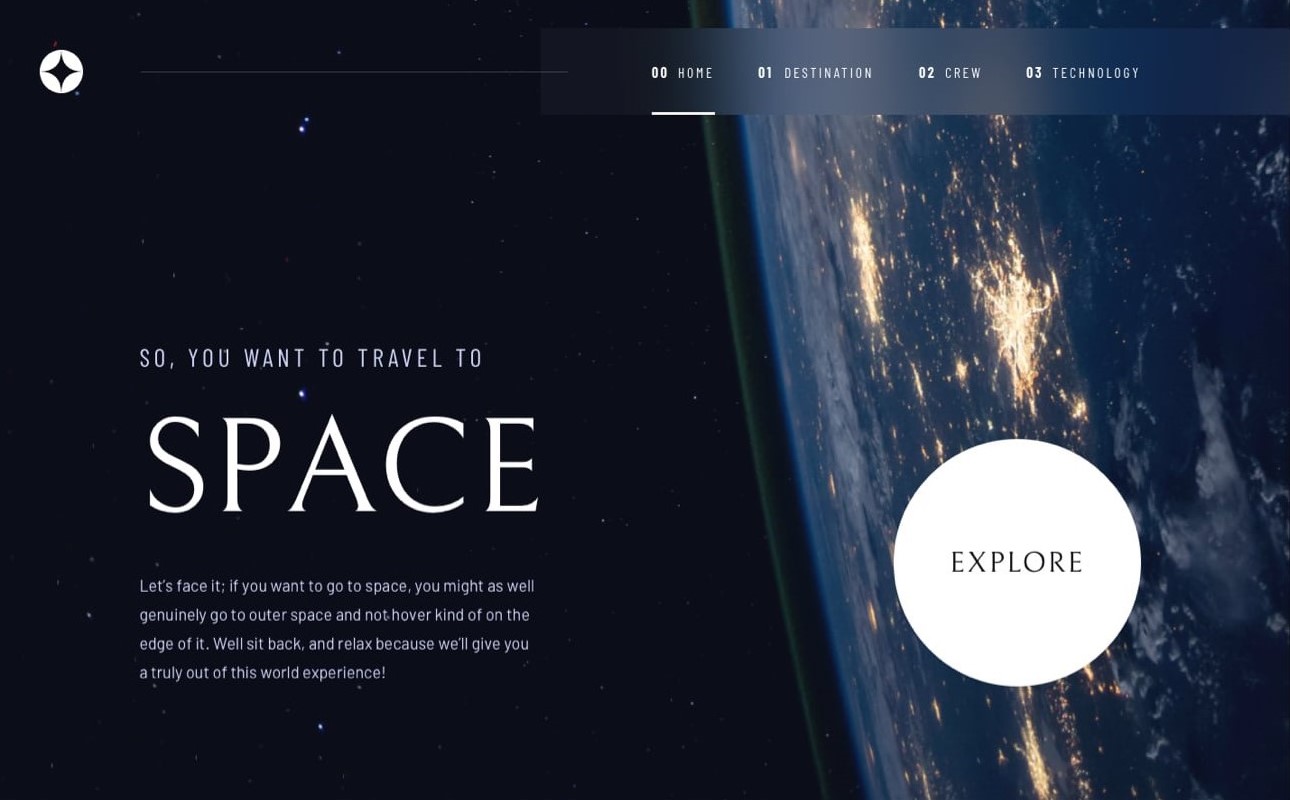 00 HOME 01 DESTINATION 02 CREW 03 TECHNOLOGY
SO, YOU WANT TO TRAVEL TO
SPACE
Let's face it; if you want to go to space, you might as well
genuinely go to outer space and not hover kind of on the
edge of it. Well sit back, and relax because we'll give you
a truly out of this world experience!
EXPLORE